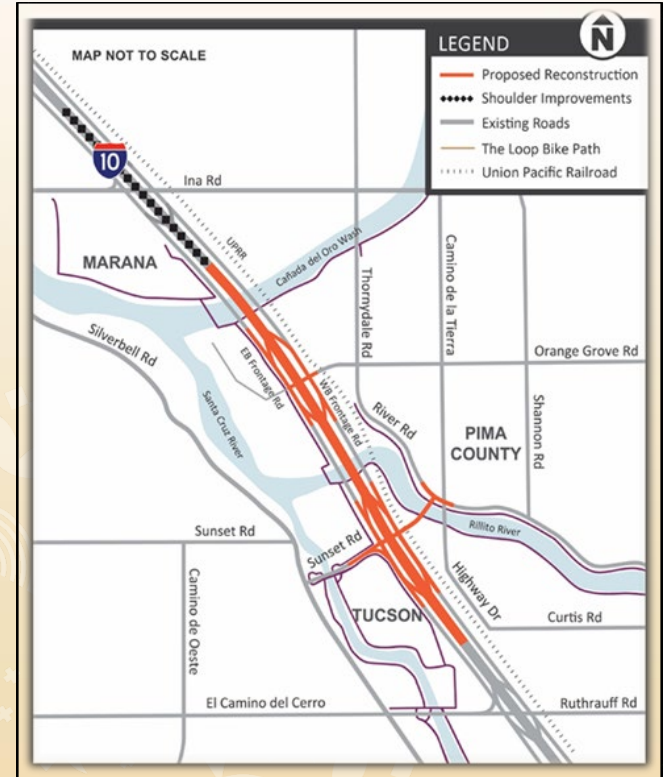 MAP NOT TO SCALE
LEGEND
N
Proposed Reconstruction
Shoulder Improvements
Existing Roads
The Loop Bike Path
Union Pacific Railroad
10
Ina Rd
UPRR
Cañada del Oro Wash
MARANA
Thornydale Rd
Camino de la Tierra
Silverbell Rd
EB Frontage Rd
WB Frontage Rd
Orange Grove Rd
Santa Cruz River
River Rd
Shannon Rd
PIMA
COUNTY
Rillito River
Sunset Rd
Sunset Rd
Camino de Oeste
Highway Dr
TUCSON
Curtis Rd
El Camino del Cerro
Ruthrauff Rd